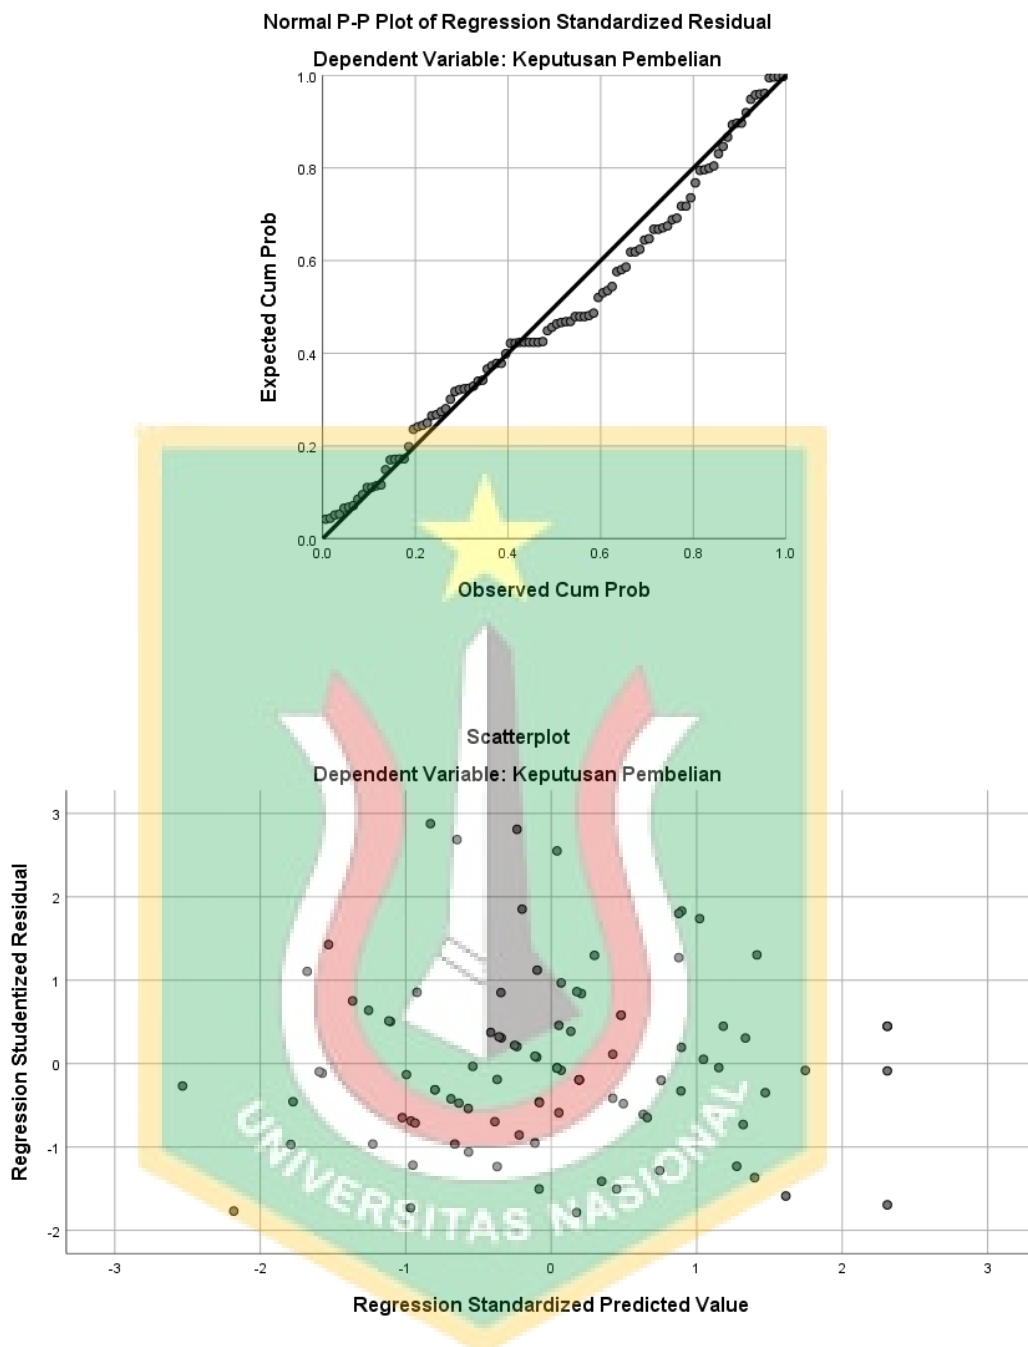 Normal P-P Plot of Regression Standardized Residual
Dependent Variable: Keputusan Pembelian
1.0
0.8
0.6
0.4
0.2
0.0
Expected Cum Prob
0.0 0.2 0.4 0.6 0.8 1.0
Observed Cum Prob
Scatterplot
Dependent Variable: Keputusan Pembelian
3
2
1
0
-1
-2
Regression Studentized Residual
-3 -2 -1 0 1 2 3
Regression Standardized Predicted Value
UNIVERSITAS NASIONAL